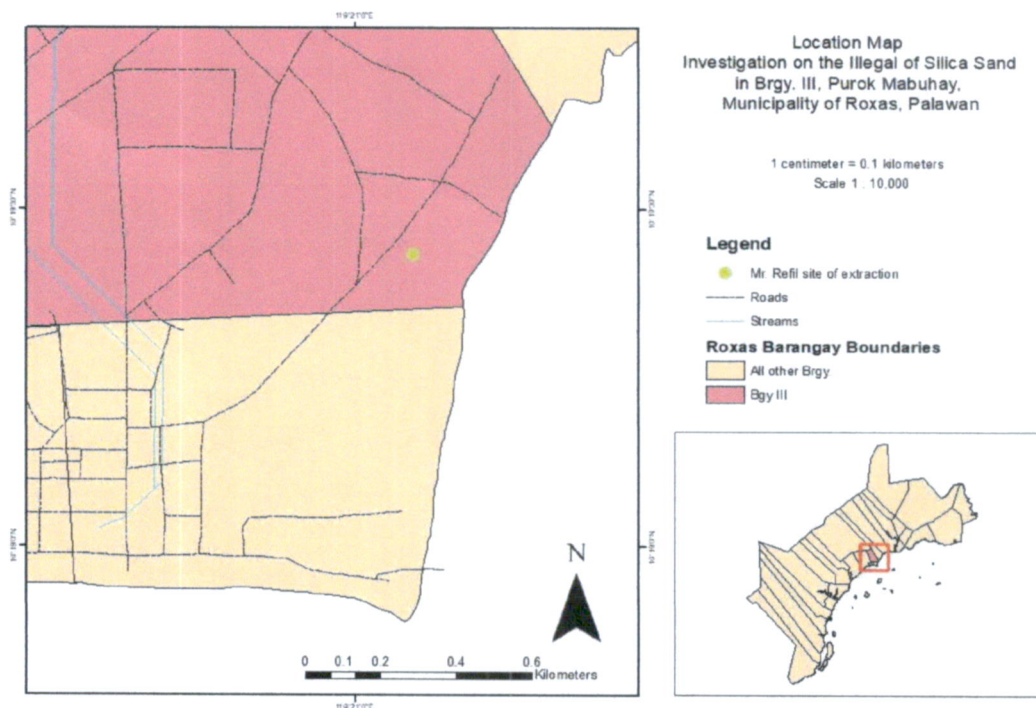 Location Map
Investigation on the Illegal of Silica Sand
in Brgy. III, Purok Mabuhay,
Municipality of Roxas, Palawan
1 centimeter = 0.1 kilometers
Scale 1 : 10,000
Legend
Mr. Refil site of extraction
Roads
Streams
Roxas Barangay Boundaries
All other Brgy
Bgy III
N
0 0.1 0.2 0.4 0.6
Kilometers